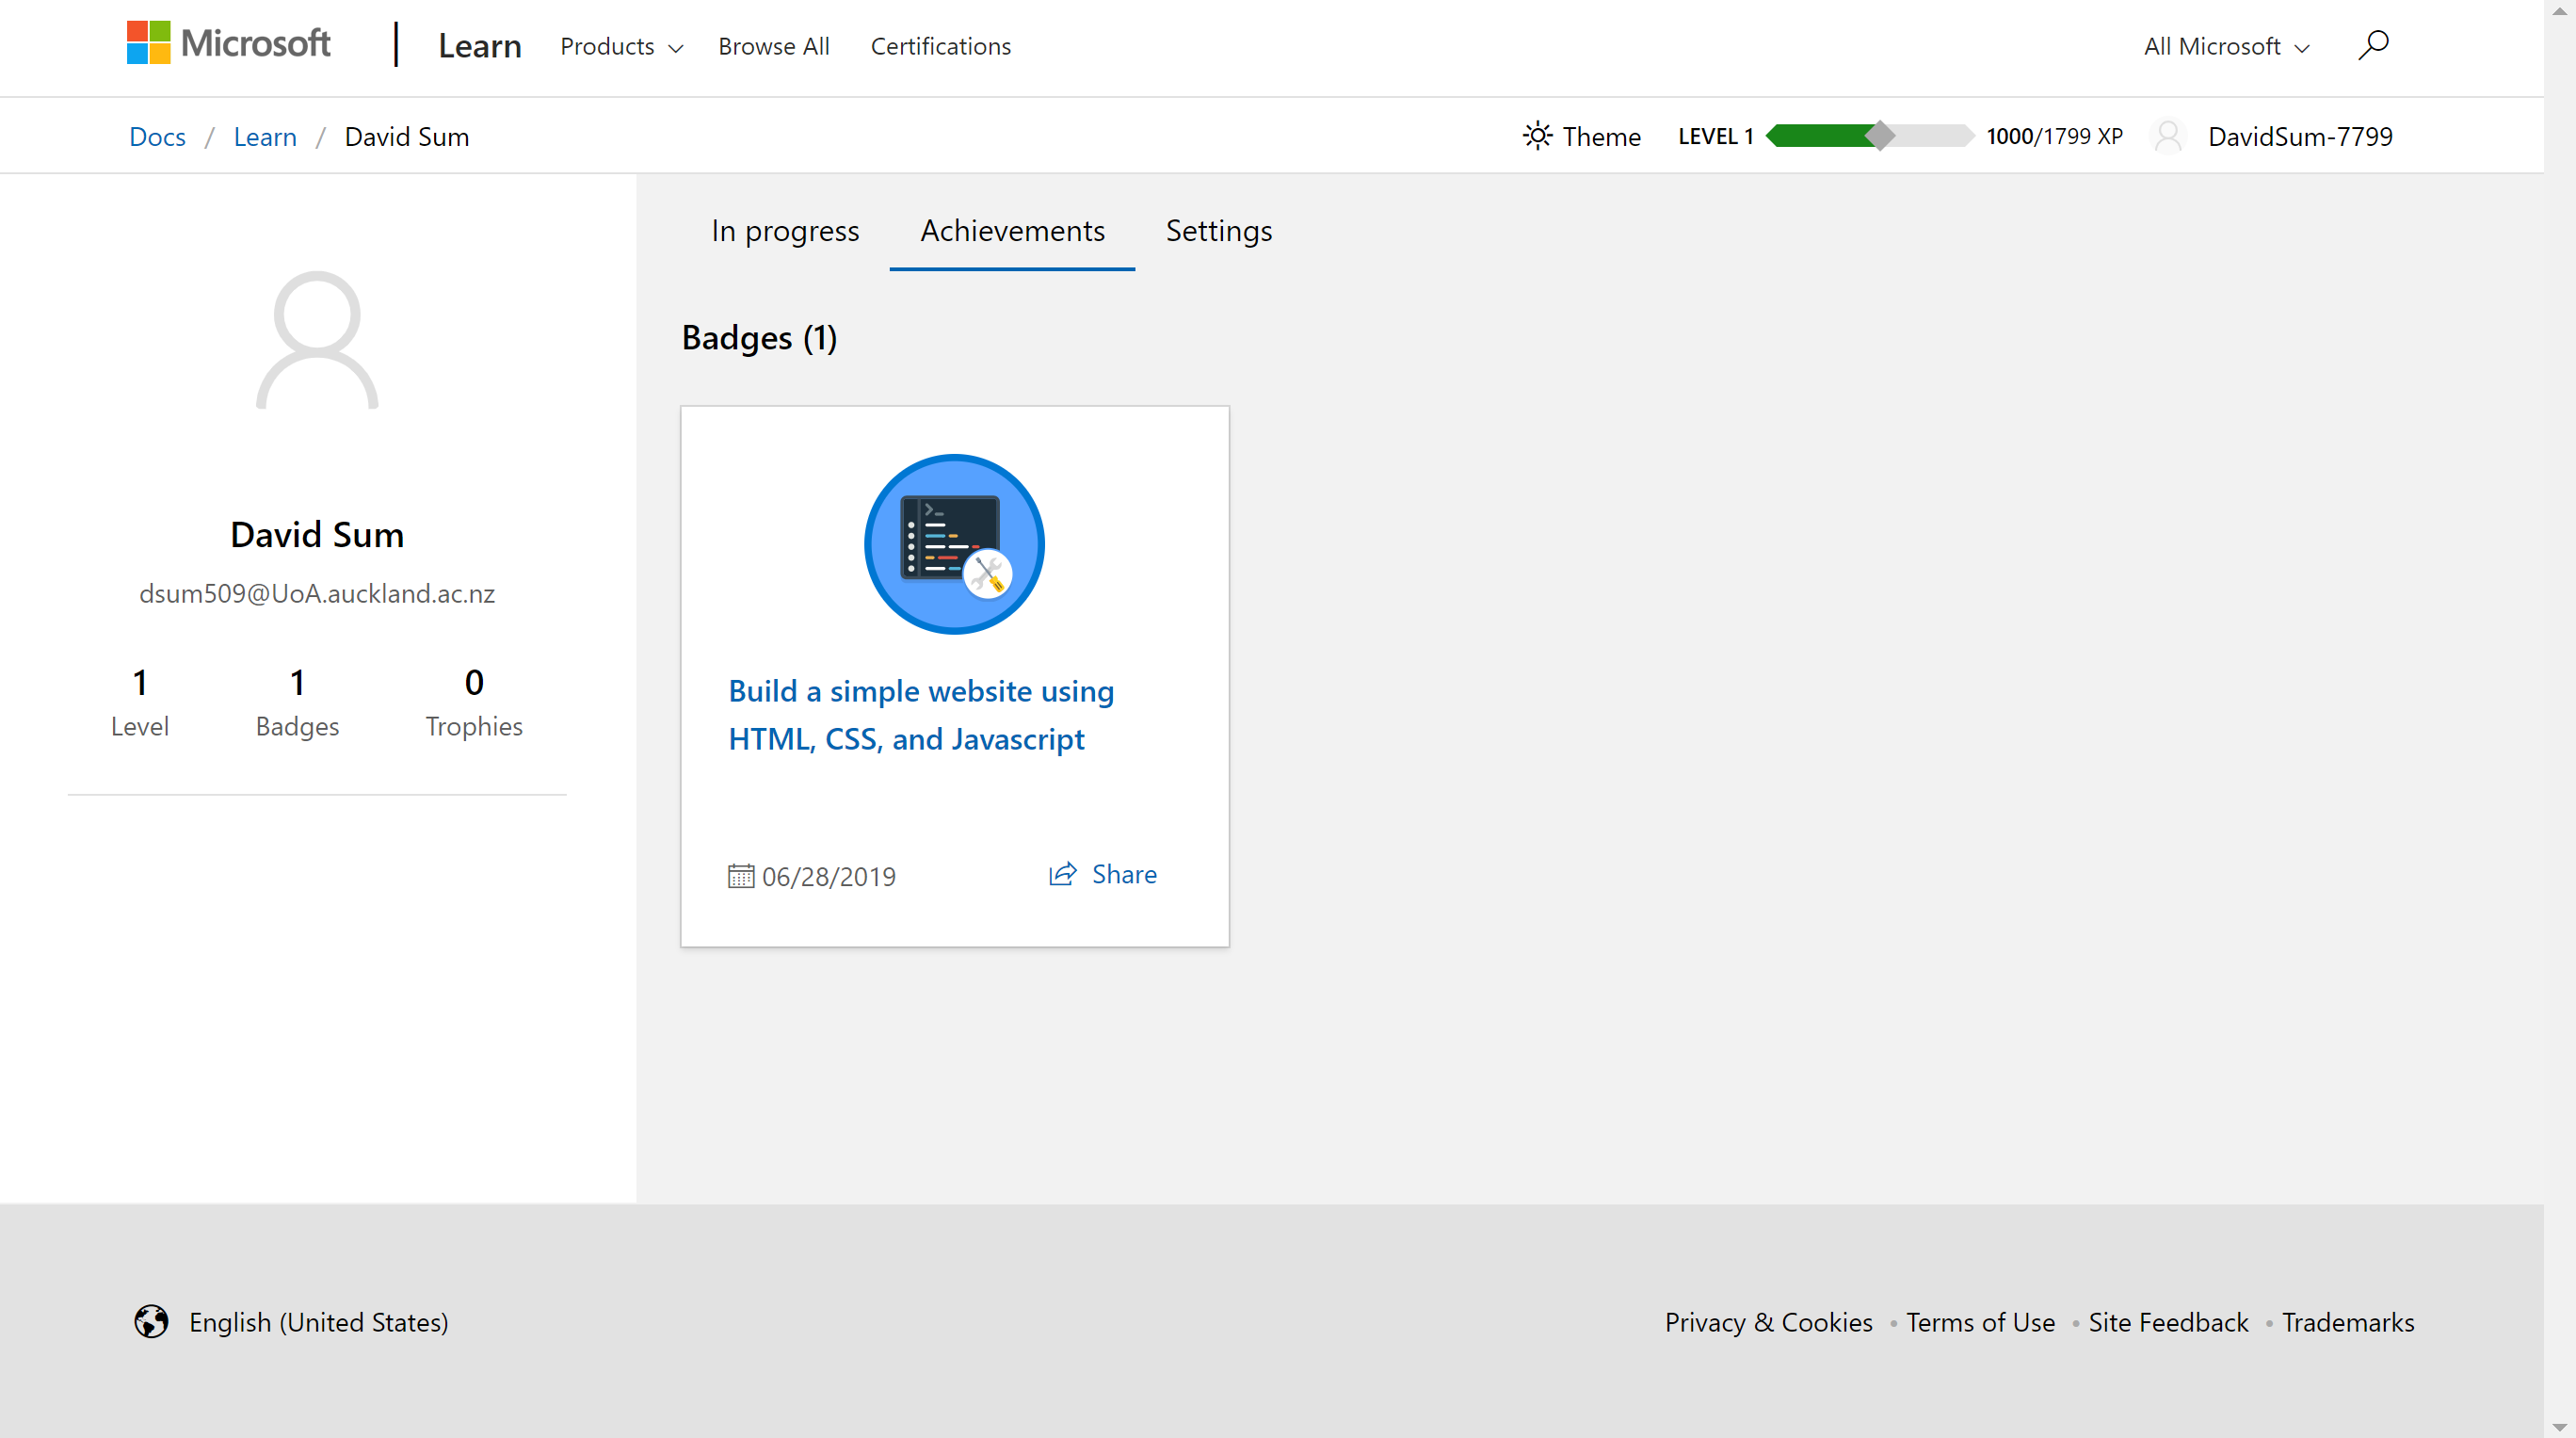 Microsoft | Learn Products Browse All Certifications All Microsoft
Docs / Learn / David Sum Theme LEVEL 1 1000/1799 XP DavidSum-7799
In progress Achievements Settings
David Sum
dsum509@UoA.auckland.ac.nz
1 1 0
Level Badges Trophies
Badges (1)
Build a simple website using
HTML, CSS, and Javascript
06/28/2019 Share
English (United States) Privacy & Cookies • Terms of Use • Site Feedback • Trademarks